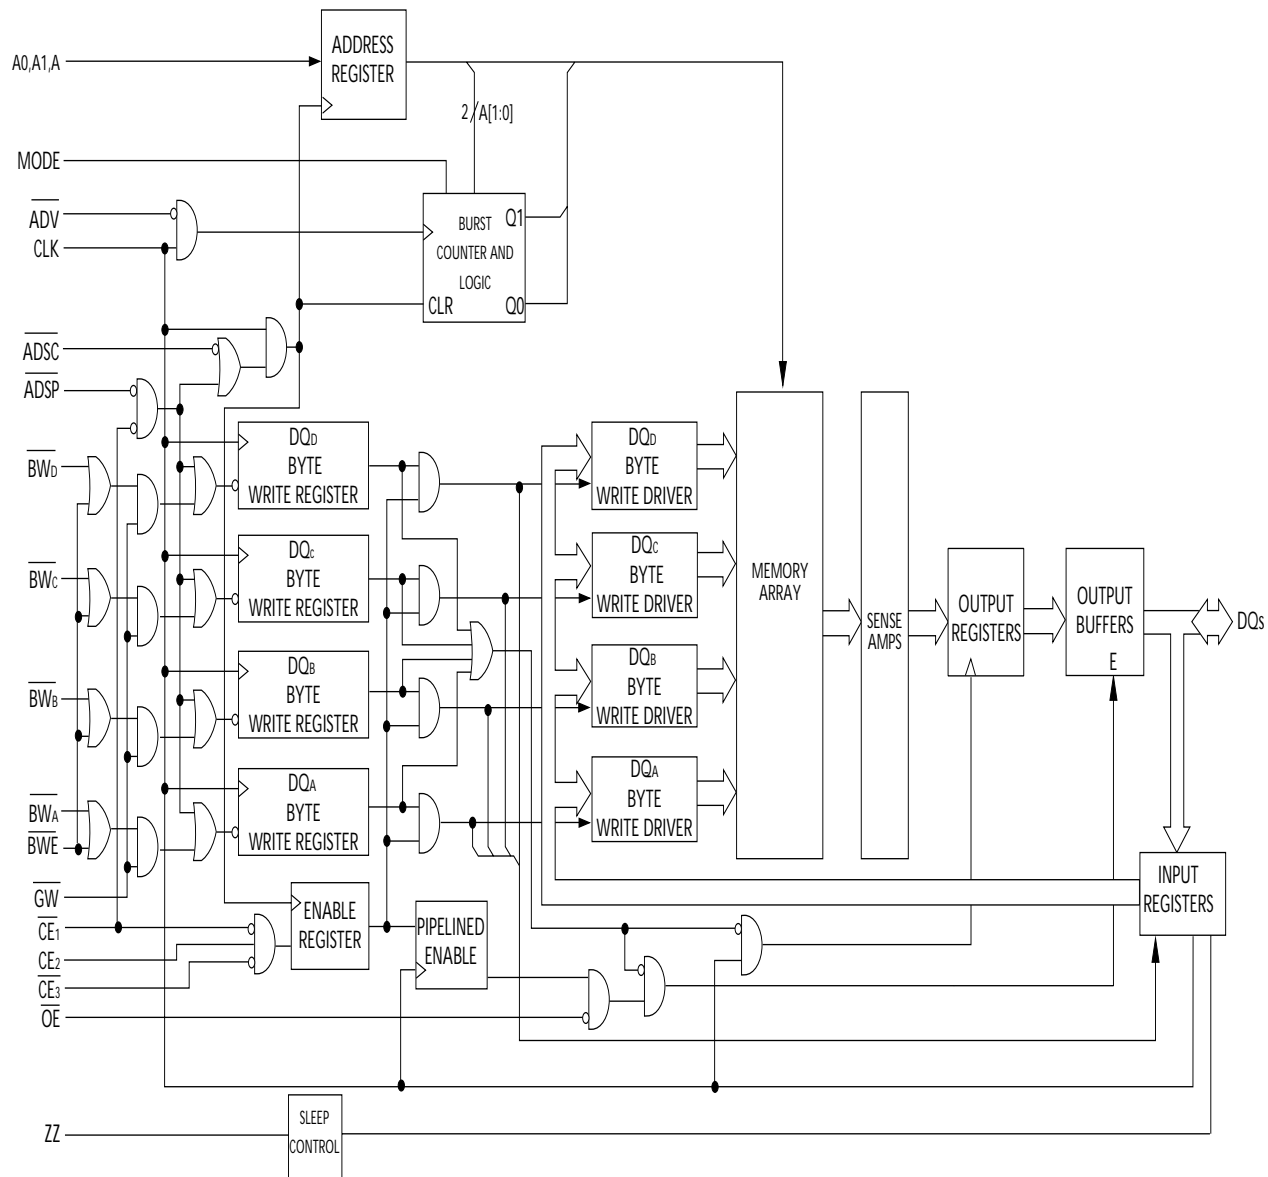 ADDRESS
REGISTER
A0,A1,A
2 A[1:0]
MODE
ADV
CLK
BURST
COUNTER AND
LOGIC
Q1
CLR
Q0
ADSC
ADSP
BWD
BWC
BWB
BWA
BWE
GW
CE1
CE2
CE3
OE
ZZ
DQD
BYTE
WRITE REGISTER
DQc
BYTE
WRITE REGISTER
DQB
BYTE
WRITE REGISTER
DQA
BYTE
WRITE REGISTER
ENABLE
REGISTER
PIPELINED
ENABLE
SLEEP
CONTROL
DQD
BYTE
WRITE DRIVER
DQC
BYTE
WRITE DRIVER
DQB
BYTE
WRITE DRIVER
DQA
BYTE
WRITE DRIVER
MEMORY
ARRAY
SENSE
AMPS
OUTPUT
REGISTERS
OUTPUT
BUFFERS
E
DQs
INPUT
REGISTERS